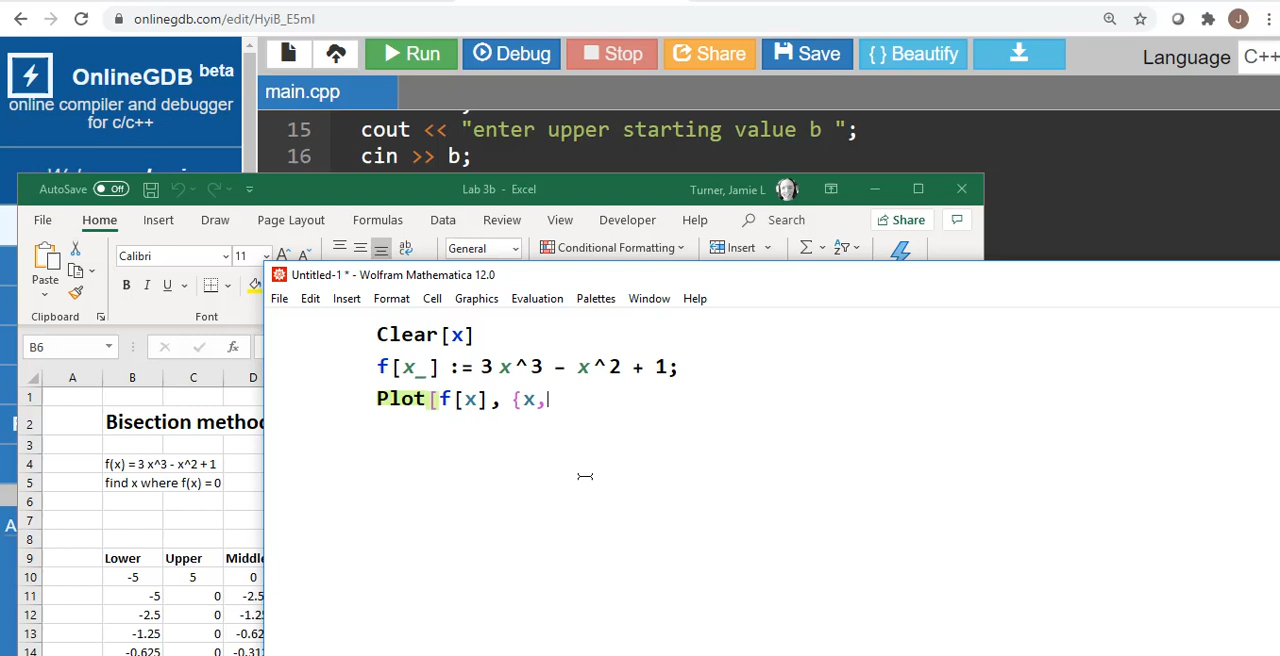 onlinegdb.com/edit/HyiB_E5mI
J
OnlineGDB beta
online compiler and debugger
for c/c++
Run Debug Stop Share Save { } Beautify
Language C++
main.cpp
15 cout << "enter upper starting value b ";
16 cin >> b;
AutoSave Off Lab 3b - Excel Turner, Jamie L
File Home Insert Draw Page Layout Formulas Data Review View Developer Help Search Share
Paste Calibri 11 A A ab General Conditional Formatting Insert
B I U
Clipboard Font
B6 fx
A B C D
1
2 Bisection metho
3
4 f(x) = 3 x^3 - x^2 + 1
5 find x where f(x) = 0
6
7
8
9 Lower Upper Middle
10 -5 5 0
11 -5 0 -2.5
12 -2.5 0 -1.25
13 -1.25 0 -0.62
14 -0.625 0 -0.31
Untitled-1 * - Wolfram Mathematica 12.0
File Edit Insert Format Cell Graphics Evaluation Palettes Window Help
Clear[x]
f[x_] := 3 x^3 - x^2 + 1;
Plot[f[x], {x,